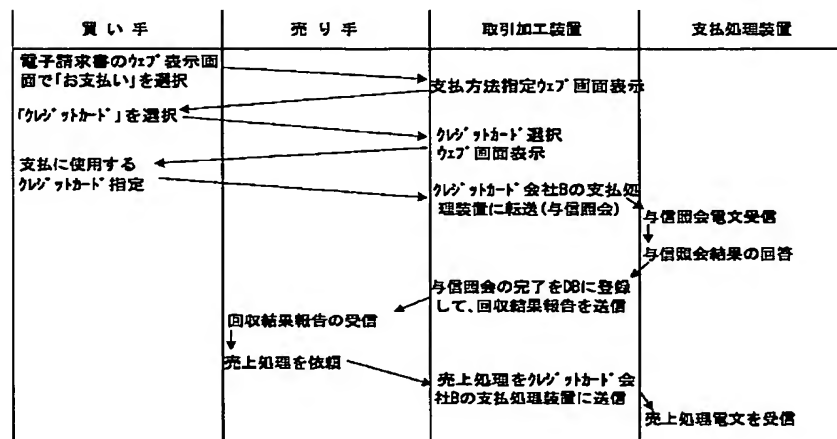 買い手
売り手
取引加工装置
支払処理装置
電子請求書のｳｪﾌﾞ表示画
面で「お支払い」を選択
支払方法指定ｳｪﾌﾞ画面表示
「ｸﾚｼﾞｯﾄｶｰﾄﾞ」を選択
ｸﾚｼﾞｯﾄｶｰﾄﾞ選択
ｳｪﾌﾞ画面表示
支払に使用する
ｸﾚｼﾞｯﾄｶｰﾄﾞ指定
ｸﾚｼﾞｯﾄｶｰﾄﾞ会社Bの支払処
理装置に転送(与信照会)
与信照会電文受信
与信照会結果の回答
与信照会の完了をDBに登録
して、回収結果報告を送信
回収結果報告の受信
売上処理を依頼
売上処理をｸﾚｼﾞｯﾄｶｰﾄﾞ会
社Bの支払処理装置に送信
売上処理電文を受信